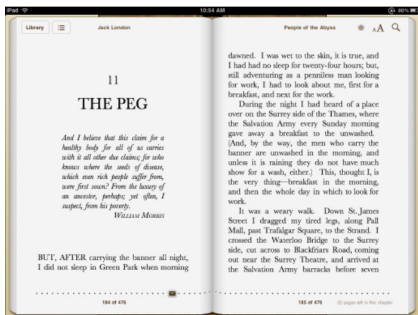 iPad
10:54 AM
80%
Library
Jack London
People of the Abyss
AA
11
THE PEG
And I believe that this claim for a
healthy body for all of us carries
with it all other due claims; for who
knows where the seeds of disease,
which even rich people suffer from,
were first sown? From the luxury of
an ancestor, perhaps; yet often, I
suspect, from his poverty.
WILLIAM MORRIS
BUT, AFTER carrying the banner all night,
I did not sleep in Green Park when morning
184 of 476
dawned. I was wet to the skin, it is true, and
I had had no sleep for twenty-four hours; but,
still adventuring as a penniless man looking
for work, I had to look about me, first for a
breakfast, and next for the work.
During the night I had heard of a place
over on the Surrey side of the Thames, where
the Salvation Army every Sunday morning
gave away a breakfast to the unwashed.
[And, by the way, the men who carry the
banner are unwashed in the morning, and
unless it is raining they do not have much
show for a wash, either.] This, thought I, is
the very thing—breakfast in the morning,
and then the whole day in which to look for
work.
It was a weary walk. Down St. James
Street I dragged my tired legs, along Pall
Mall, past Trafalgar Square, to the Strand. I
crossed the Waterloo Bridge to the Surrey
side, cut across to Blackfriars Road, coming
out near the Surrey Theatre, and arrived at
the Salvation Army barracks before seven
185 of 476
22 pages left in this chapter